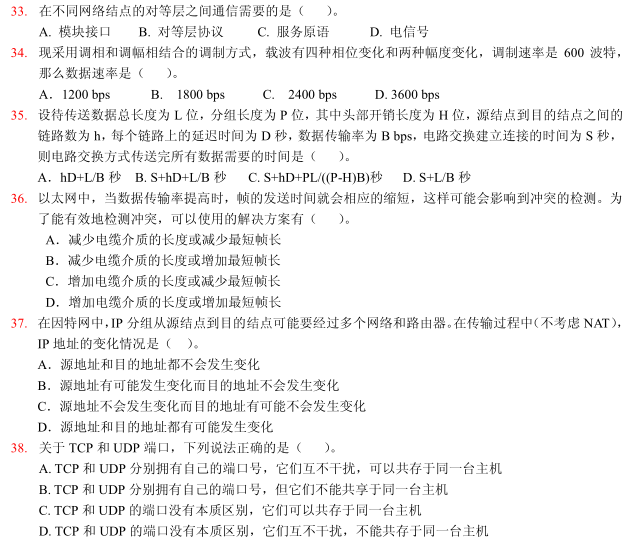 33. 在不同网络结点的对等层之间通信需要的是（ ）。
A. 模块接口 B. 对等层协议 C. 服务原语 D. 电信号
34. 现采用调相和调幅相结合的调制方式，载波有四种相位变化和两种幅度变化，调制速率是 600 波特，
那么数据速率是（ ）。
A．1200 bps B. 1800 bps C. 2400 bps D. 3600 bps
35. 设待传送数据总长度为 L 位，分组长度为 P 位，其中头部开销长度为 H 位，源结点到目的结点之间的
链路数为 h，每个链路上的延迟时间为 D 秒，数据传输率为 B bps，电路交换建立连接的时间为 S 秒，
则电路交换方式传送完所有数据需要的时间是（ ）。
A．hD+L/B 秒 B. S+hD+L/B 秒 C. S+hD+PL/((P-H)B)秒 D. S+L/B 秒
36. 以太网中，当数据传输率提高时，帧的发送时间就会相应的缩短，这样可能会影响到冲突的检测。为
了能有效地检测冲突，可以使用的解决方案有（ ）。
A．减少电缆介质的长度或减少最短帧长
B．减少电缆介质的长度或增加最短帧长
C．增加电缆介质的长度或减少最短帧长
D．增加电缆介质的长度或增加最短帧长
37. 在因特网中，IP 分组从源结点到目的结点可能要经过多个网络和路由器。在传输过程中（不考虑 NAT），
IP 地址的变化情况是（ ）。
A．源地址和目的地址都不会发生变化
B．源地址有可能发生变化而目的地址不会发生变化
C．源地址不会发生变化而目的地址有可能不会发生变化
D．源地址和目的地址都有可能发生变化
38. 关于 TCP 和 UDP 端口，下列说法正确的是（ ）。
A. TCP 和 UDP 分别拥有自己的端口号，它们互不干扰，可以共存于同一台主机
B. TCP 和 UDP 分别拥有自己的端口号，但它们不能共享于同一台主机
C. TCP 和 UDP 的端口没有本质区别，它们可以共存于同一台主机
D. TCP 和 UDP 的端口没有本质区别，它们互不干扰，不能共存于同一台主机